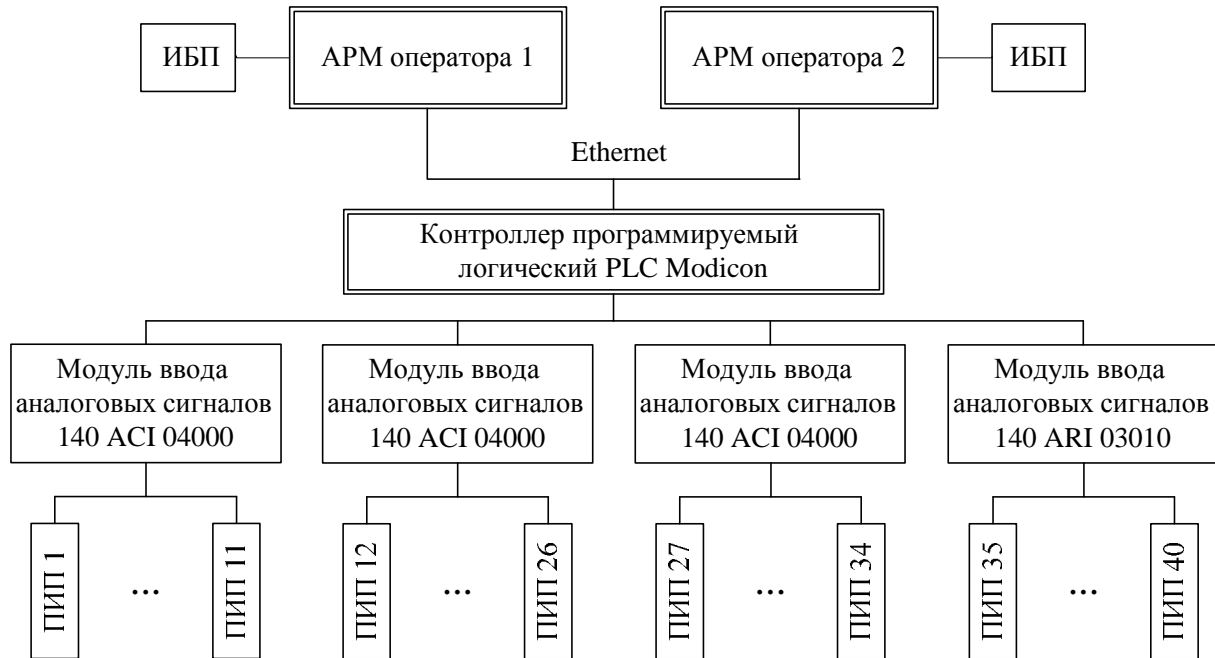 ИБП
АРМ оператора 1
АРМ оператора 2
ИБП
Ethernet
Контроллер программируемый
логический PLC Modicon
Модуль ввода
аналоговых сигналов
140 ACI 04000
Модуль ввода
аналоговых сигналов
140 ACI 04000
Модуль ввода
аналоговых сигналов
140 ACI 04000
Модуль ввода
аналоговых сигналов
140 ARI 03010
ПИП 1
...
ПИП 11
ПИП 12
...
ПИП 26
ПИП 27
...
ПИП 34
ПИП 35
...
ПИП 40